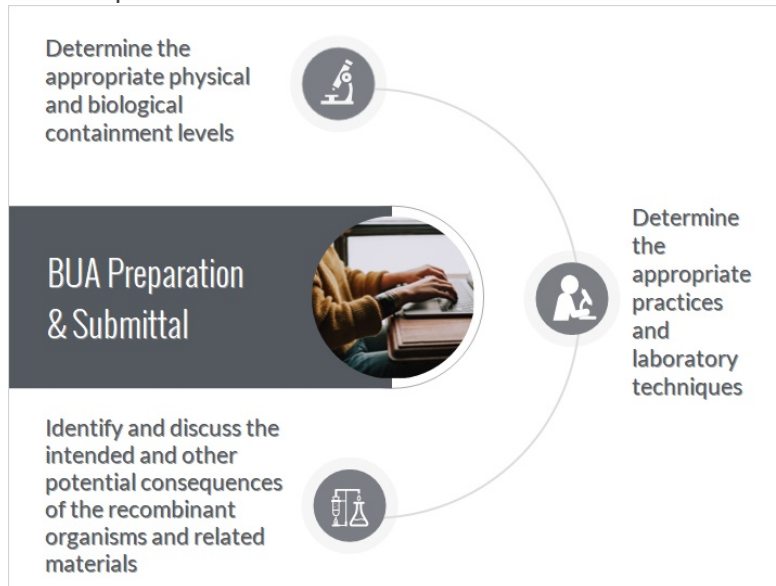 Determine the
appropriate physical
and biological
containment levels
BUA Preparation
& Submittal
Determine
the
appropriate
practices
and
laboratory
techniques
Identify and discuss the
intended and other
potential consequences
of the recombinant
organisms and related
materials